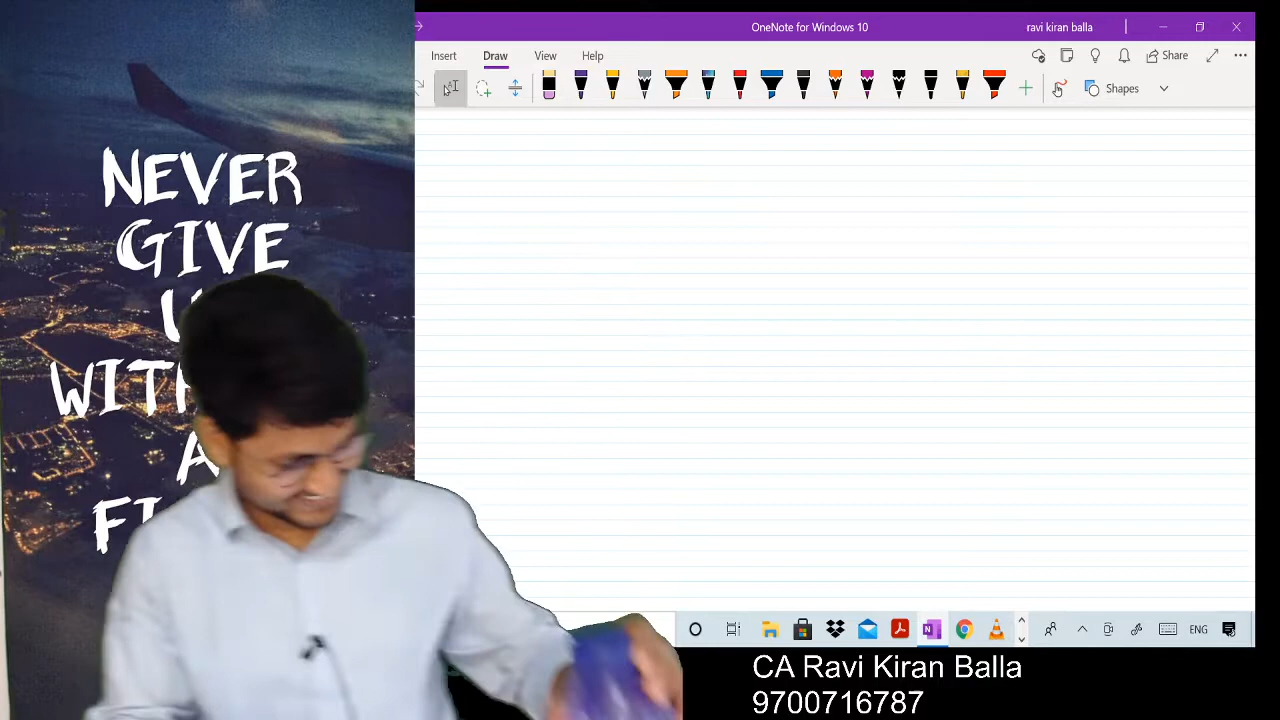 OneNote for Windows 10
ravi kiran balla
Insert
Draw
View
Help
Share
Shapes
NEVER
GIVE
ENG
CA Ravi Kiran Balla
9700716787